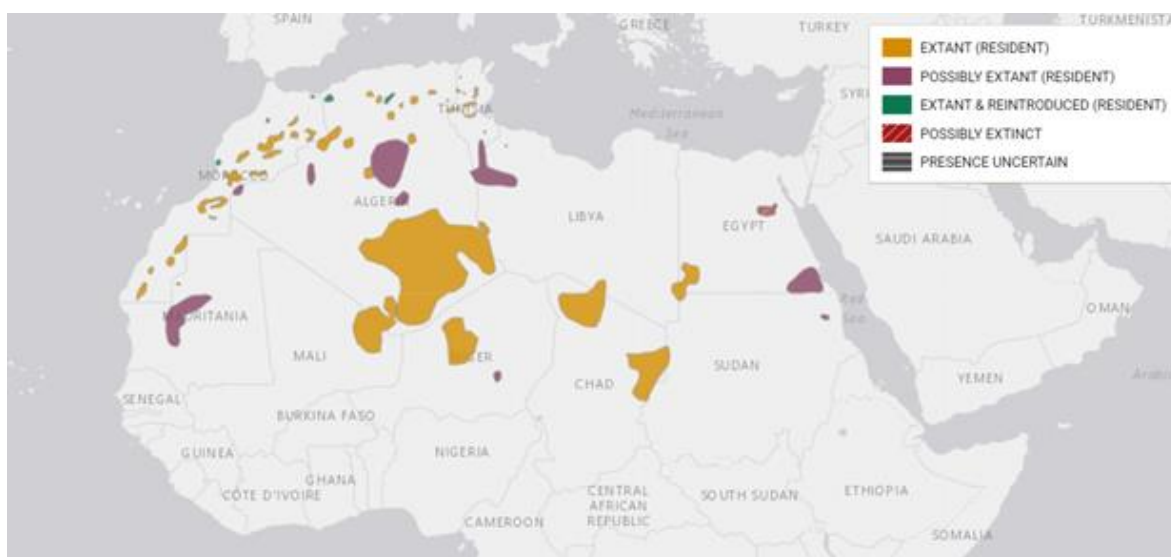 SPAIN
GREECE
TURKEY
TURKMENISTA
EXTANT (RESIDENT)
POSSIBLY EXTANT (RESIDENT)
EXTANT & REINTRODUCED (RESIDENT)
POSSIBLY EXTINCT
PRESENCE UNCERTAIN
SYRI
TUNISIA
Mediterranean
Sea
MOROCCO
ALGERIA
LIBYA
EGYPT
SAUDI ARABIA
OMAN
Red
Sea
MAURITANIA
MALI
NIGER
CHAD
SUDAN
YEMEN
Arabi
SENEGAL
BURKINA FASO
GUINEA
NIGERIA
GHANA
CÔTE D'IVOIRE
CENTRAL
AFRICAN
REPUBLIC
SOUTH SUDAN
ETHIOPIA
CAMEROON
SOMALIA